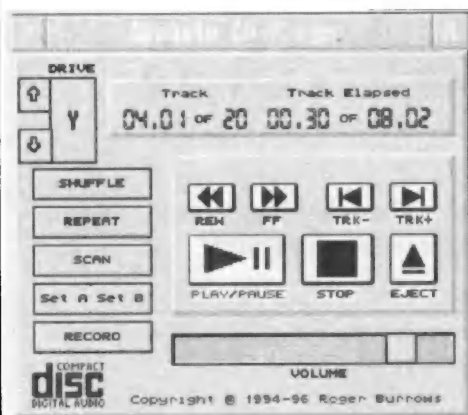 DRIVE
Y
Track Track Elapsed
04.01 OF 20 00.30 OF 08.02
SHUFFLE
REPEAT
SCAN
Set A Set B
RECORD
REW FF TRK- TRK+
PLAY/PAUSE STOP EJECT
VOLUME
COMPACT
disc
DIGITAL AUDIO
Copyright © 1994-96 Roger Burrows